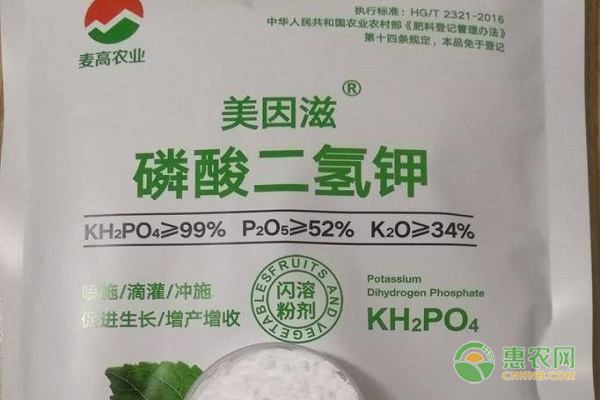 执行标准:HG/T 2321-2016
中华人民共和国农业农村部《肥料登记管理办法》
第十四条规定,本品免于登记
麦高农业
美因滋®
磷酸二氢钾
KH₂PO₄≥99% P₂O₅≥52% K₂O≥34%
喷施/滴灌/冲施
促进生长/增产增收
FRUITS AND VEGETABLES
闪溶
粉剂
Potassium
Dihydrogen Phosphate
KH₂PO₄
惠农网
CNHNB.COM